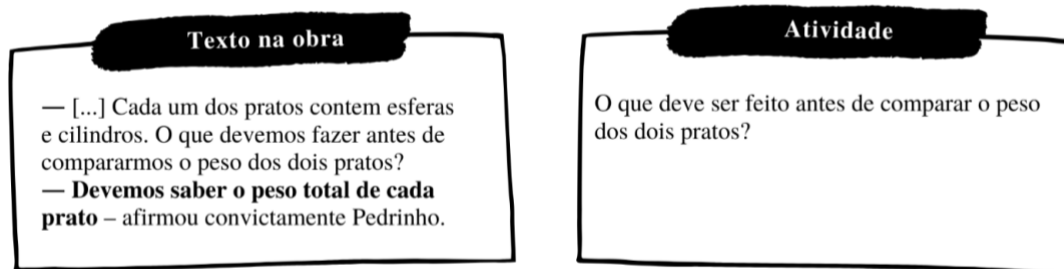 Texto na obra
— [...] Cada um dos pratos contem esferas
e cilindros. O que devemos fazer antes de
compararmos o peso dos dois pratos?
— Devemos saber o peso total de cada
prato – afirmou convictamente Pedrinho.
Atividade
O que deve ser feito antes de comparar o peso
dos dois pratos?